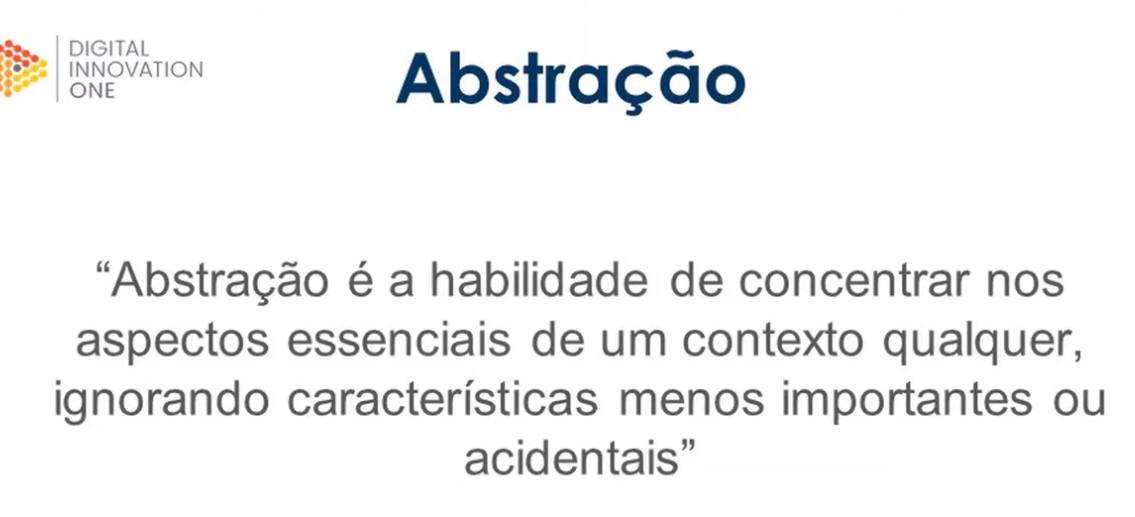 DIGITAL
INNOVATION
ONE
Abstração
“Abstração é a habilidade de concentrar nos
aspectos essenciais de um contexto qualquer,
ignorando características menos importantes ou
acidentais”